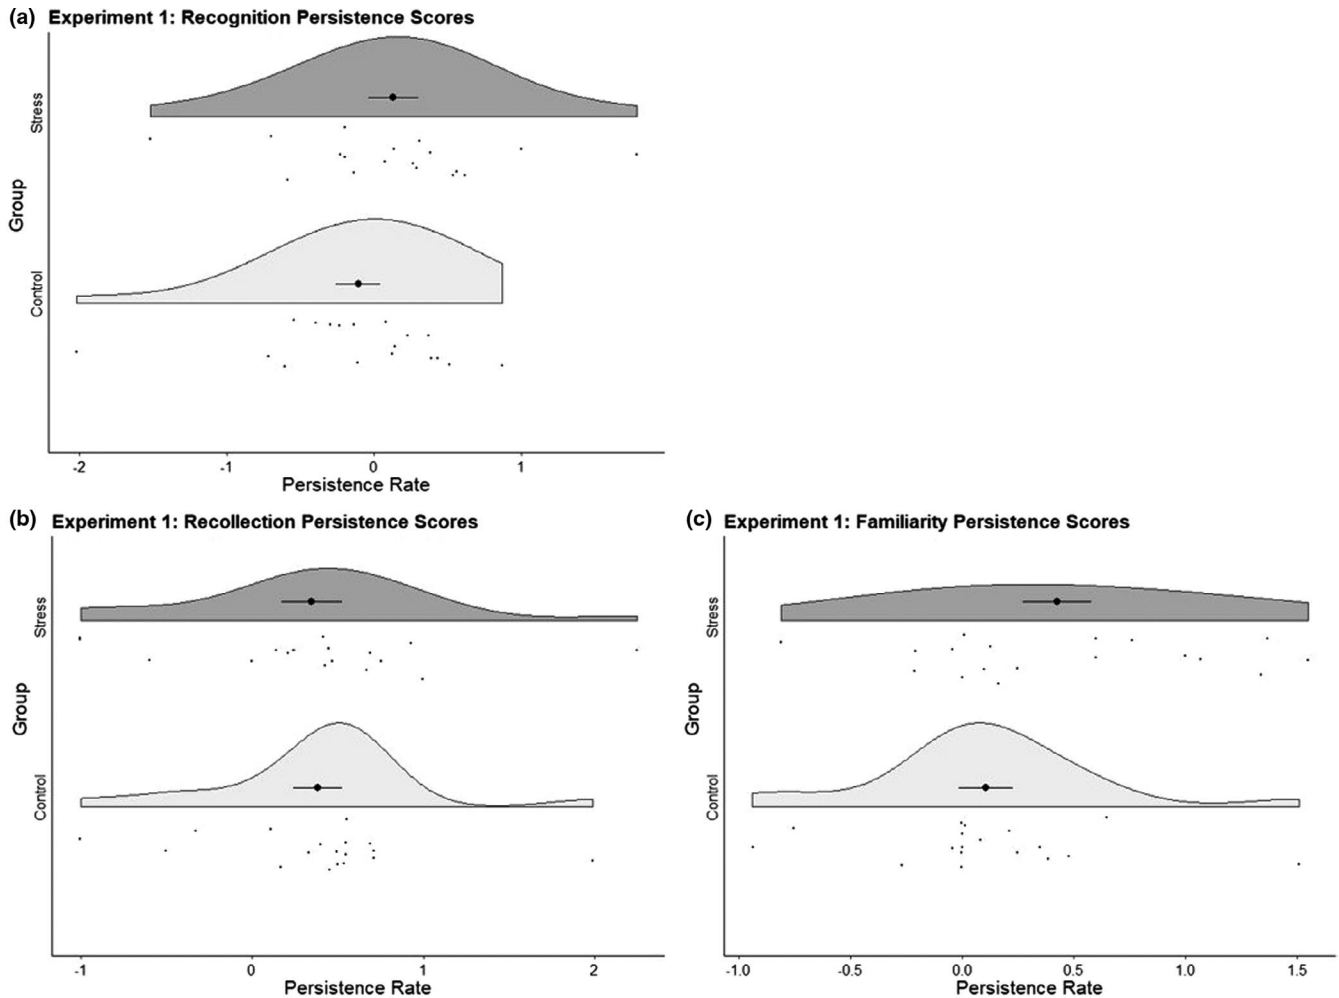 (a) Experiment 1: Recognition Persistence Scores
Stress
Group
Control
-2 -1 0 1
Persistence Rate
(b) Experiment 1: Recollection Persistence Scores
Stress
Group
Control
-1 0 1 2
Persistence Rate
(c) Experiment 1: Familiarity Persistence Scores
Stress
Group
Control
-1.0 -0.5 0.0 0.5 1.0 1.5
Persistence Rate